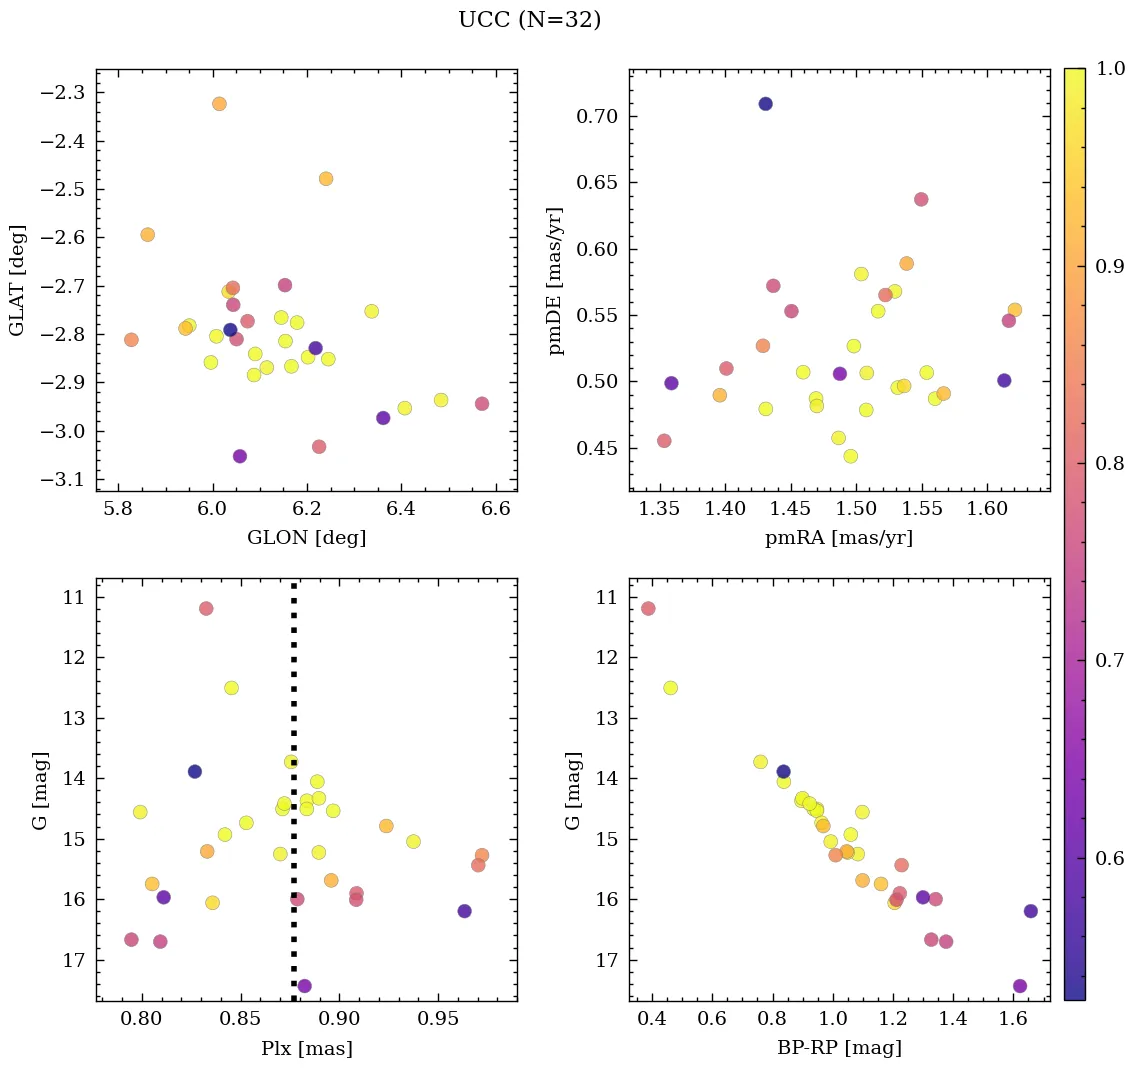 UCC (N=32)
−2.3
−2.4
−2.5
−2.6
−2.7
−2.8
−2.9
−3.0
−3.1
GLAT [deg]
5.8 6.0 6.2 6.4 6.6
GLON [deg]
0.70
0.65
0.60
0.55
0.50
0.45
pmDE [mas/yr]
1.35 1.40 1.45 1.50 1.55 1.60
pmRA [mas/yr]
1.0
0.9
0.8
0.7
0.6
11
12
13
14
15
16
17
G [mag]
0.80 0.85 0.90 0.95
Plx [mas]
11
12
13
14
15
16
17
G [mag]
0.4 0.6 0.8 1.0 1.2 1.4 1.6
BP-RP [mag]